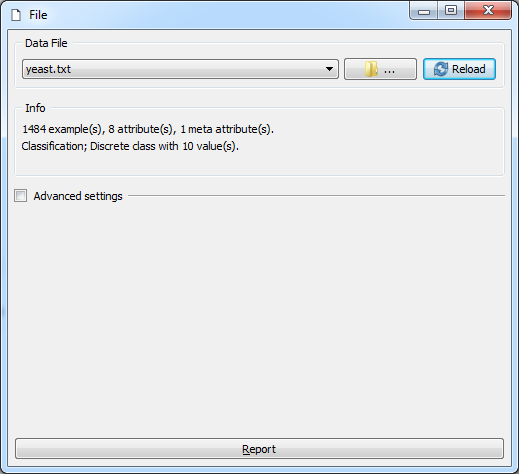 File
Data File
yeast.txt
...
Reload
Info
1484 example(s), 8 attribute(s), 1 meta attribute(s).
Classification; Discrete class with 10 value(s).
Advanced settings
Report